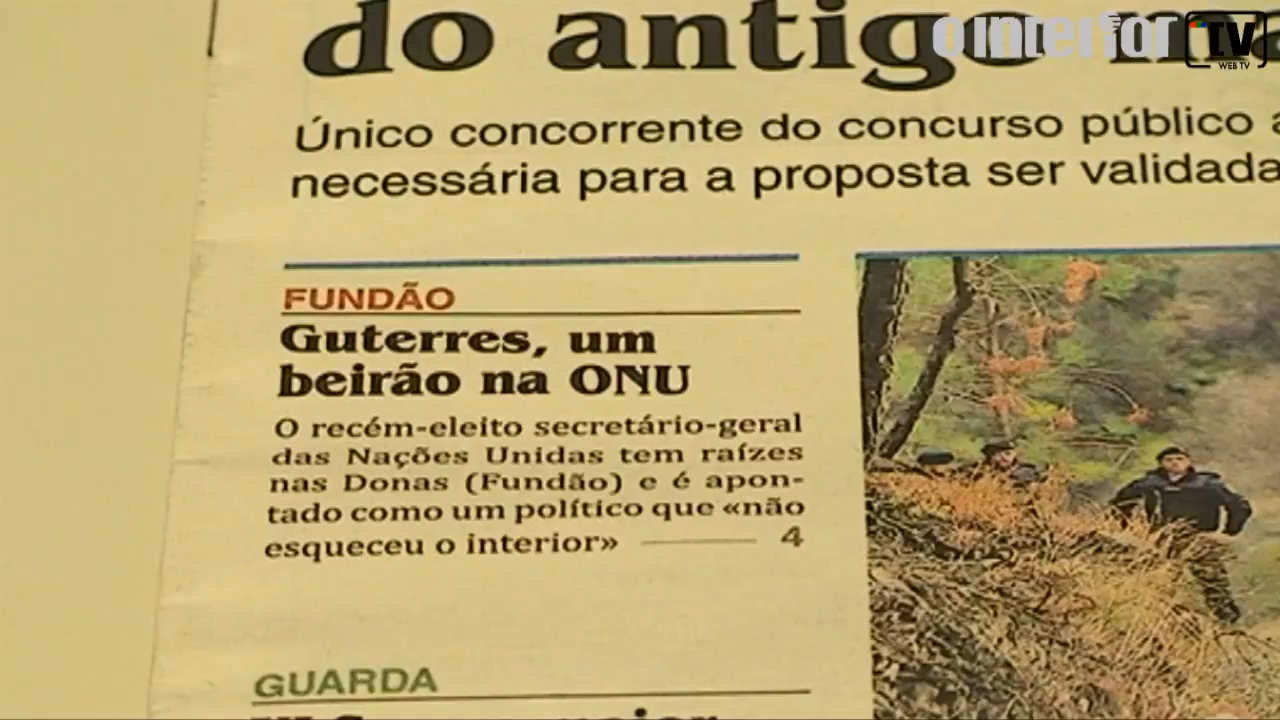 do antigo
o interior TV
WEB TV
Único concorrente do concurso público
necessária para a proposta ser validada
FUNDÃO
Guterres, um
beirão na ONU
O recém-eleito secretário-geral
das Nações Unidas tem raízes
nas Donas (Fundão) e é apon-
tado como um político que «não
esqueceu o interior» 4
GUARDA